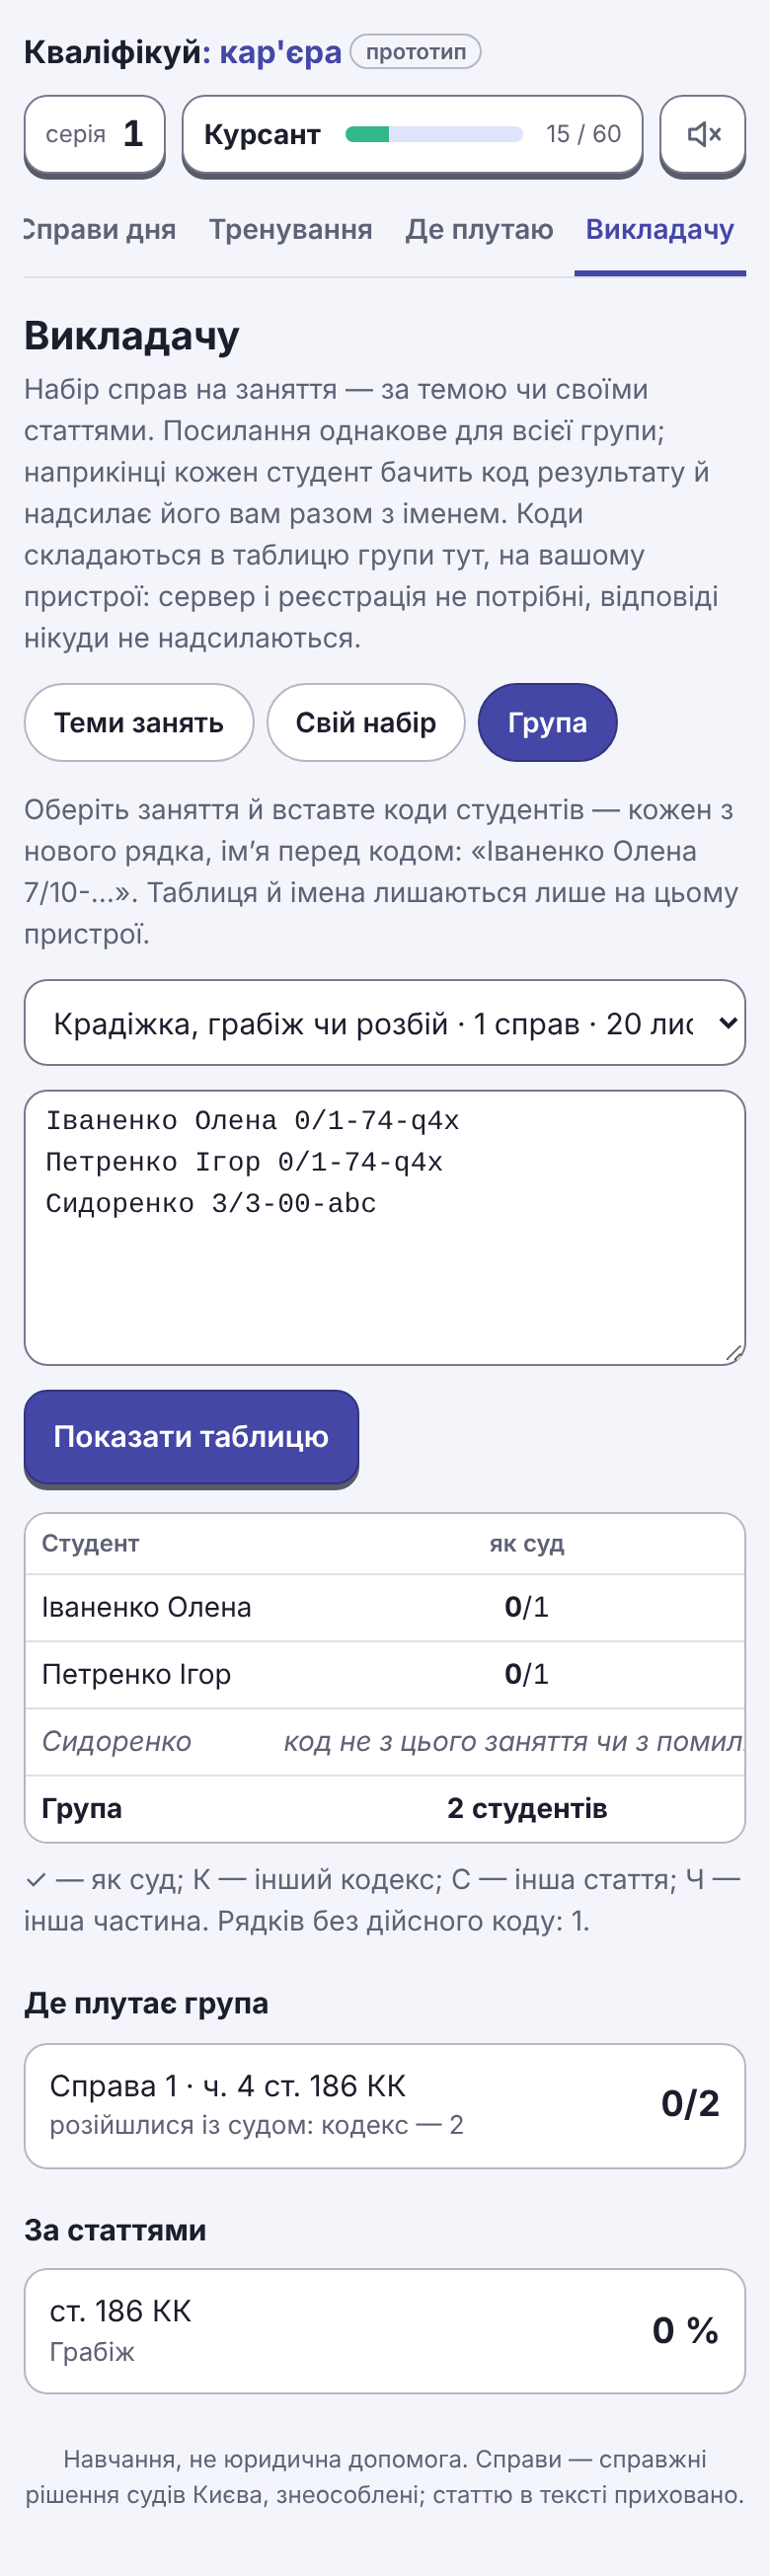 Кваліфікуй: кар'єра прототип
серія 1 Курсант 15 / 60
Справи дня Тренування Де плутаю Викладачу
Викладачу
Набір справ на заняття — за темою чи своїми
статтями. Посилання однакове для всієї групи;
наприкінці кожен студент бачить код результату й
надсилає його вам разом з іменем. Коди
складаються в таблицю групи тут, на вашому
пристрої: сервер і реєстрація не потрібні, відповіді
нікуди не надсилаються.
Теми занять Свій набір Група
Оберіть заняття й вставте коди студентів — кожен з
нового рядка, ім’я перед кодом: «Іваненко Олена
7/10-…». Таблиця й імена лишаються лише на цьому
пристрої.
Крадіжка, грабіж чи розбій · 1 справ · 20 лис
Іваненко Олена 0/1-74-q4x
Петренко Ігор 0/1-74-q4x
Сидоренко 3/3-00-abc
Показати таблицю
Студент як суд
Іваненко Олена 0/1
Петренко Ігор 0/1
Сидоренко код не з цього заняття чи з помил
Група 2 студентів
✓ — як суд; К — інший кодекс; С — інша стаття; Ч —
інша частина. Рядків без дійсного коду: 1.
Де плутає група
Справа 1 · ч. 4 ст. 186 КК 0/2
розійшлися із судом: кодекс — 2
За статтями
ст. 186 КК 0 %
Грабіж
Навчання, не юридична допомога. Справи — справжні
рішення судів Києва, знеособлені; статтю в тексті приховано.